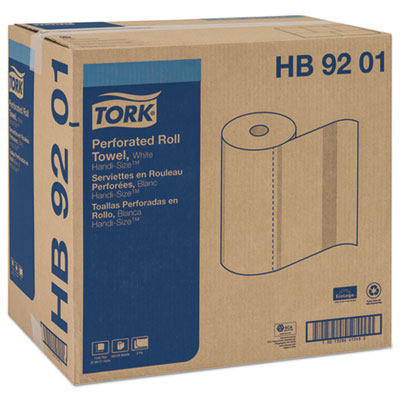 HB 92 01
HB 92 01
TORK
Perforated Roll
Towel, White
Handi-Size™
Serviettes en Rouleau
Perforées, Blanc
Handi-Size™
Toallas Perforadas en
Rollo, Blanca
Handi-Size™
SCA